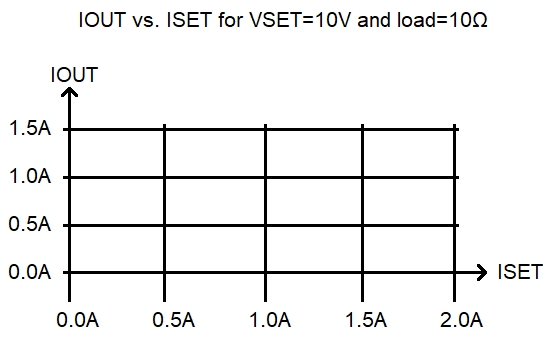 IOUT vs. ISET for VSET=10V and load=10Ω
IOUT
1.5A
1.0A
0.5A
0.0A
ISET
0.0A 0.5A 1.0A 1.5A 2.0A